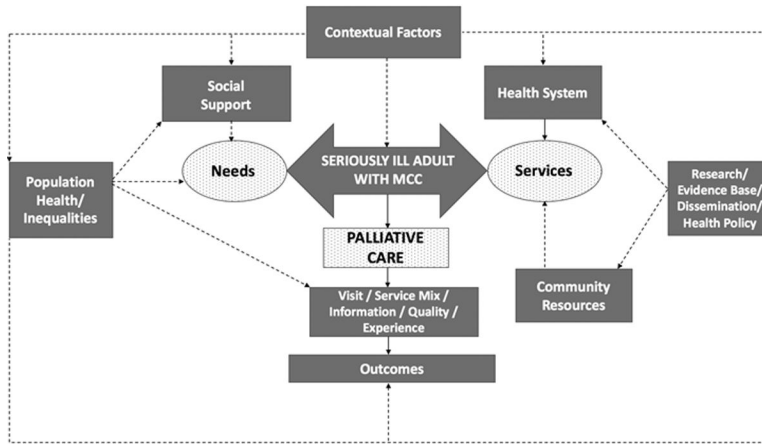 Contextual Factors
Social
Support
Health System
Needs
SERIOUSLY ILL ADULT
WITH MCC
Services
Population
Health/
Inequalities
Research/
Evidence Base/
Dissemination/
Health Policy
PALLIATIVE
CARE
Community
Resources
Visit / Service Mix /
Information / Quality /
Experience
Outcomes